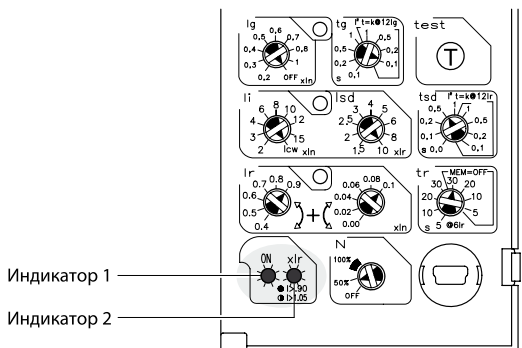 Ig
tg
I² t=k@12Ig
test
0,2 0,3 0,4 0,5 0,6 0,7 0,8 1 OFF xIn
s 0,1 0,2 0,5 1 1 0,5 0,2 0,1
T
Ii
Isd
tsd
I² t=k@12Ir
2 3 4 6 8 10 12 15 Icw xIn
1,5 2 2,5 3 4 5 6 8 10 xIr
s 0,0 0,1 0,2 0,5 1 1 0,5 0,2 0,1
Ir
tr
MEM=OFF
0.4 0.5 0.6 0.7 0.8 0.9
+
0.00 0.02 0.04 0.06 0.08 0.1 xIn
s 5 10 20 30 30 20 10 5 @6Ir
ON
xIr
I>.90
I>1.05
N
100%
50%
OFF
Индикатор 1
Индикатор 2